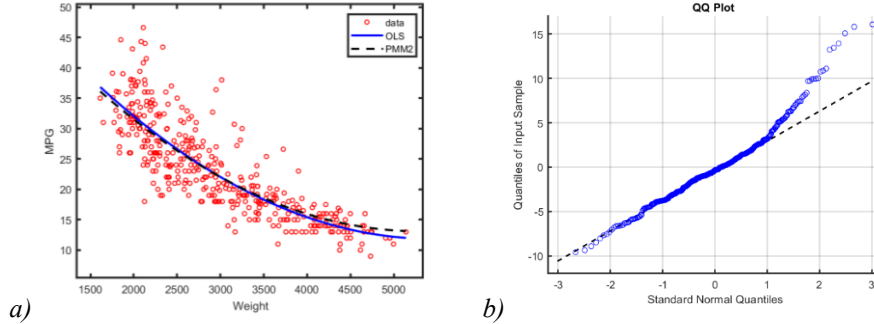 data
OLS
PMM2
50
45
40
35
30
25
20
15
10
MPG
1500 2000 2500 3000 3500 4000 4500 5000
Weight
a)
QQ Plot
15
10
5
0
-5
-10
Quantiles of Input Sample
-3 -2 -1 0 1 2 3
Standard Normal Quantiles
b)